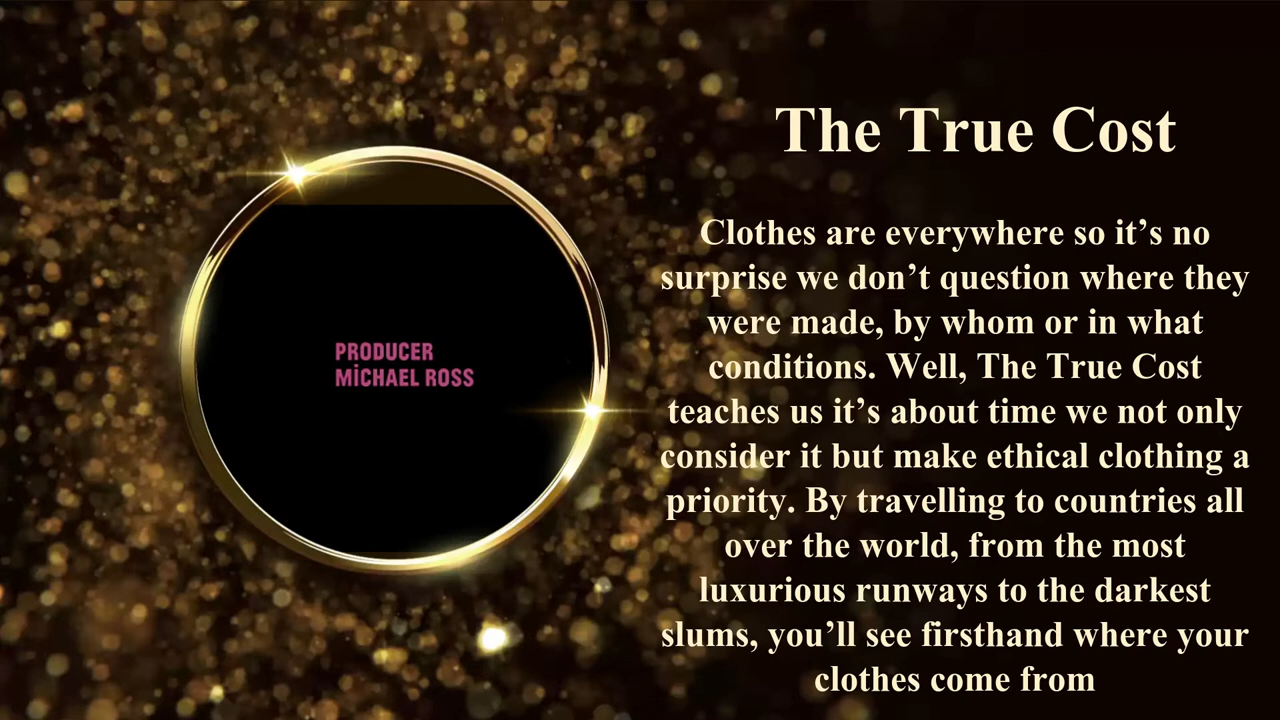 PRODUCER
MiCHAEL ROSS
The True Cost
Clothes are everywhere so it’s no
surprise we don’t question where they
were made, by whom or in what
conditions. Well, The True Cost
teaches us it’s about time we not only
consider it but make ethical clothing a
priority. By travelling to countries all
over the world, from the most
luxurious runways to the darkest
slums, you’ll see firsthand where your
clothes come from